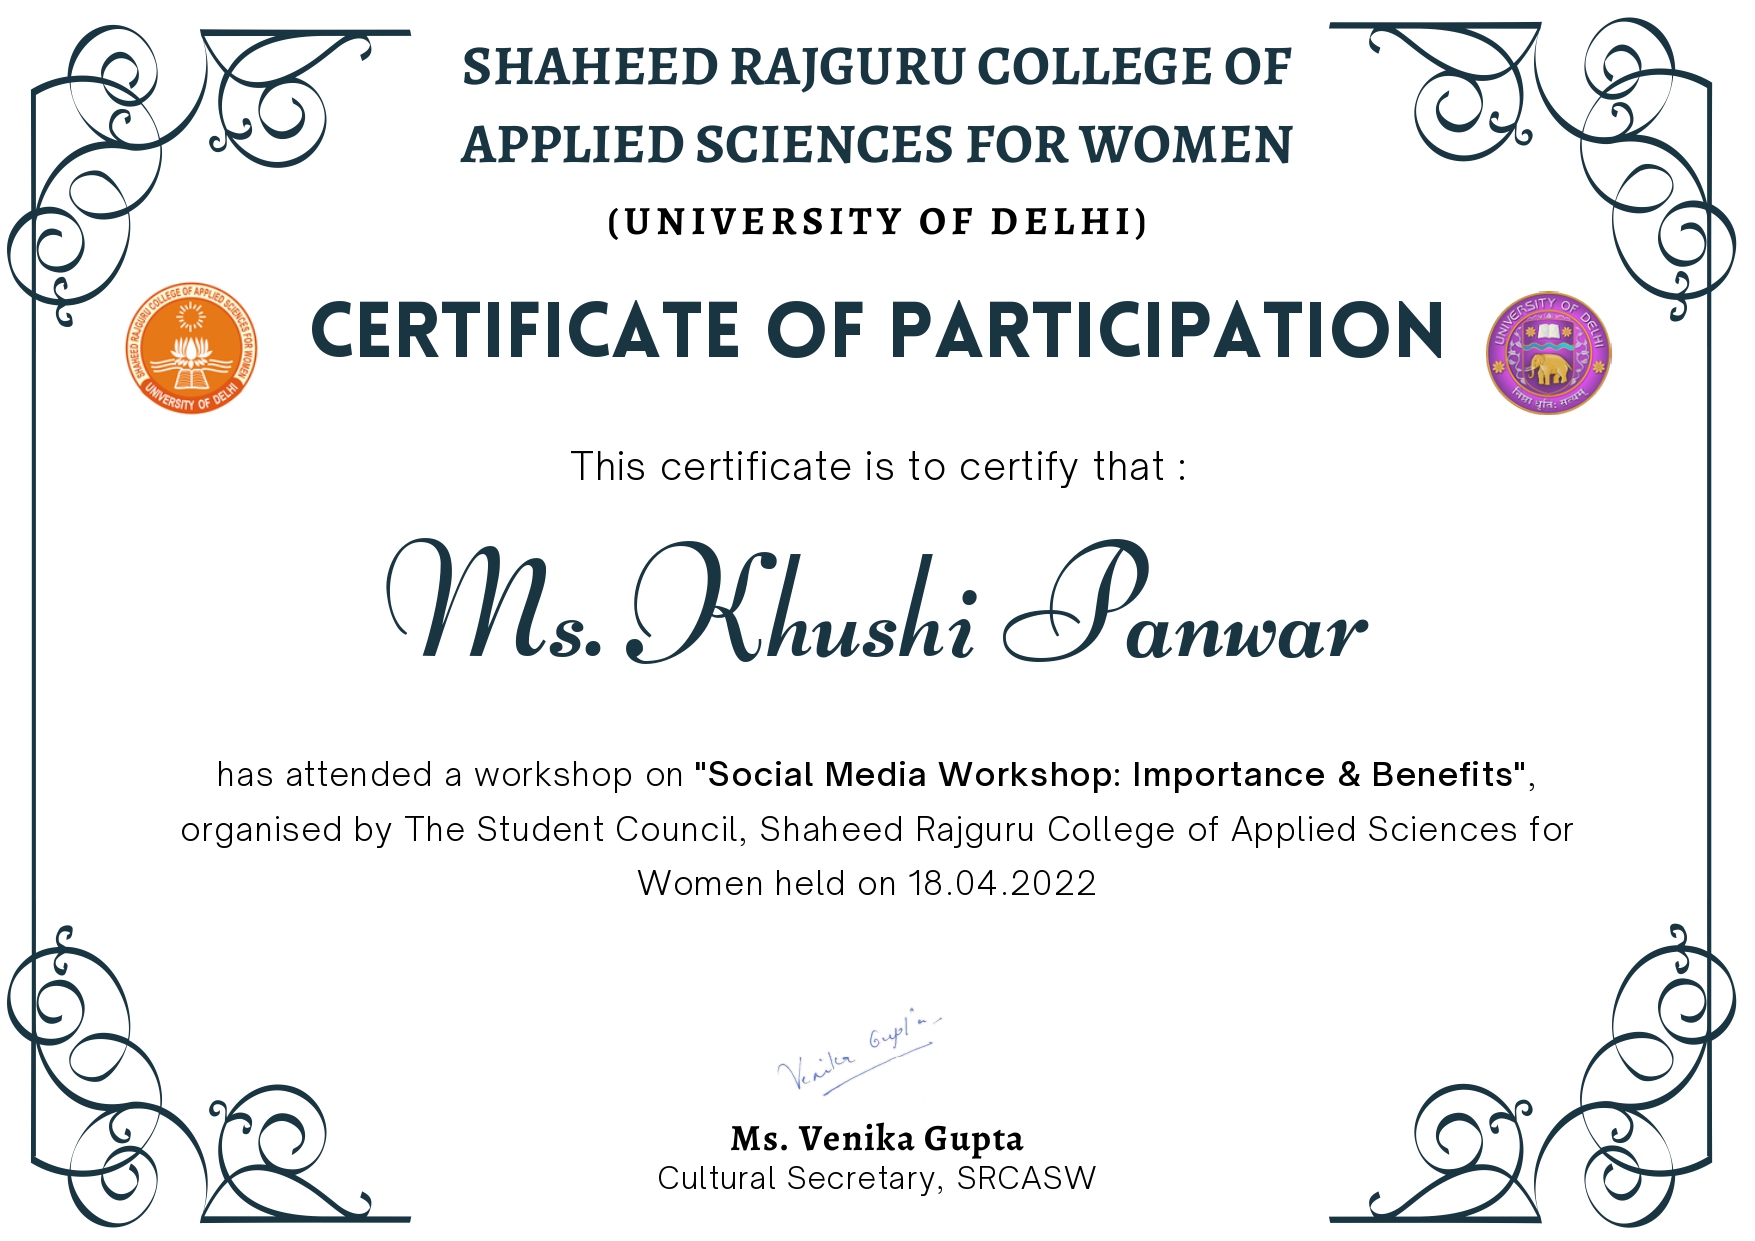 SHAHEED RAJGURU COLLEGE OF
APPLIED SCIENCES FOR WOMEN
(UNIVERSITY OF DELHI)
SHAHEED RAJGURU COLLEGE OF APPLIED SCIENCES FOR WOMEN
UNIVERSITY OF DELHI
CERTIFICATE OF PARTICIPATION
UNIVERSITY OF DELHI
निष्ठा धृतिः सत्यम्
This certificate is to certify that :
Ms. Khushi Panwar
has attended a workshop on "Social Media Workshop: Importance & Benefits",
organised by The Student Council, Shaheed Rajguru College of Applied Sciences for
Women held on 18.04.2022
Venika Gupta
Ms. Venika Gupta
Cultural Secretary, SRCASW